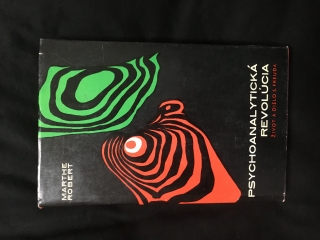 MARTHE
ROBERT
PSYCHOANALYTICKÁ
REVOLÚCIA
ŽIVOT A DIELO S. FREUDA